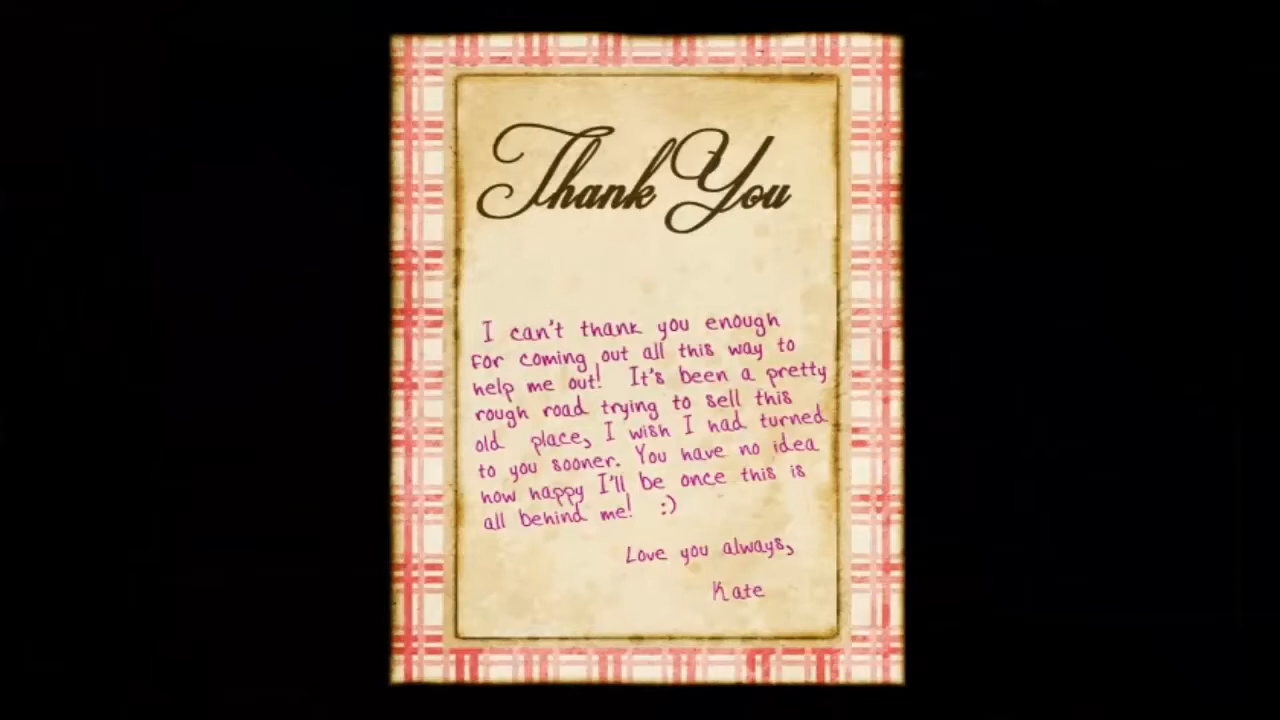 Thank You
I can't thank you enough
for coming out all this way to
help me out! It's been a pretty
rough road trying to sell this
old place, I wish I had turned
to you sooner. You have no idea
how happy I'll be once this is
all behind me! :)
Love you always,
Kate